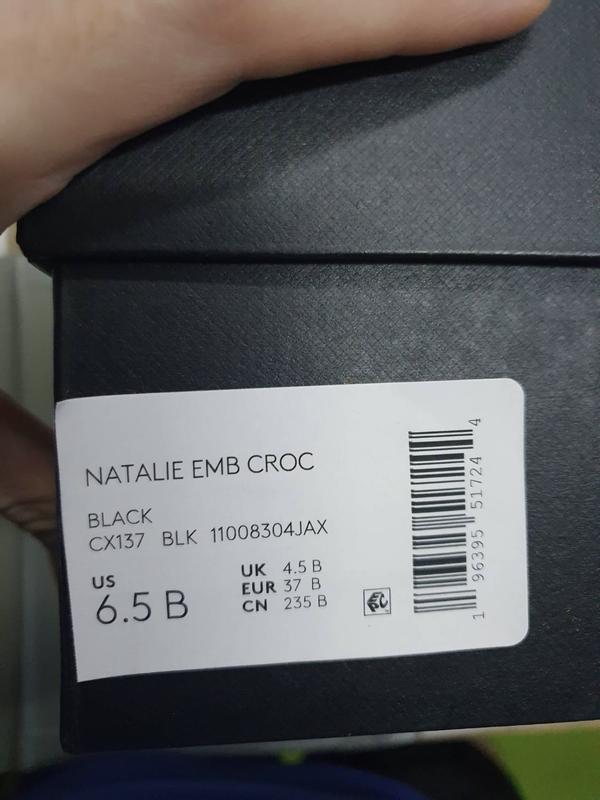 NATALIE EMB CROC
BLACK
CX137 BLK 11008304JAX
US
6.5 B
UK 4.5 B
EUR 37 B
CN 235 B
1 96395 51724 4